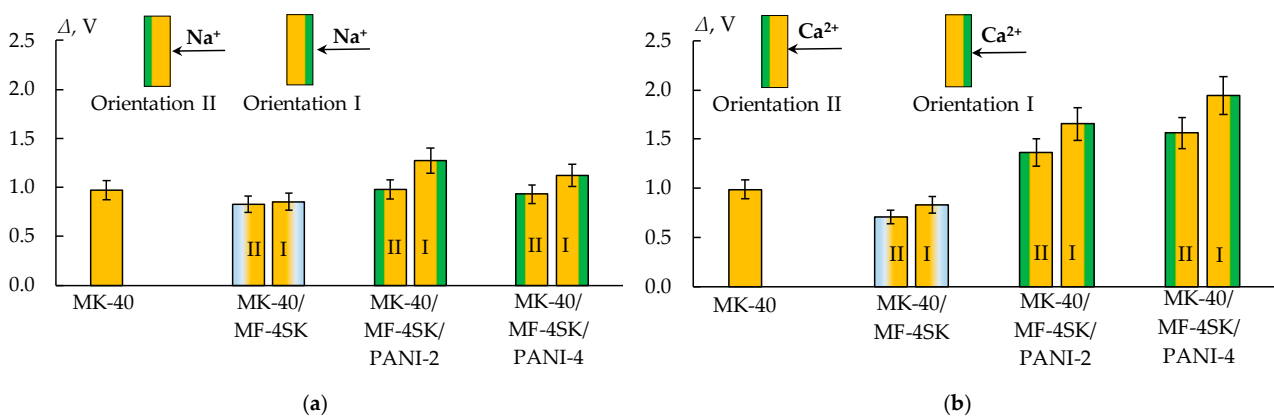 Δ, V
Na⁺
Na⁺
Orientation II
Orientation I
2.5
2.0
1.5
1.0
0.5
0.0
II
I
II
I
II
I
MK-40
MK-40/
MF-4SK
MK-40/
MF-4SK/
PANI-2
MK-40/
MF-4SK/
PANI-4
(a)
Δ, V
Ca²⁺
Ca²⁺
Orientation II
Orientation I
2.5
2.0
1.5
1.0
0.5
0.0
II
I
II
I
II
I
MK-40
MK-40/
MF-4SK
MK-40/
MF-4SK/
PANI-2
MK-40/
MF-4SK/
PANI-4
(b)